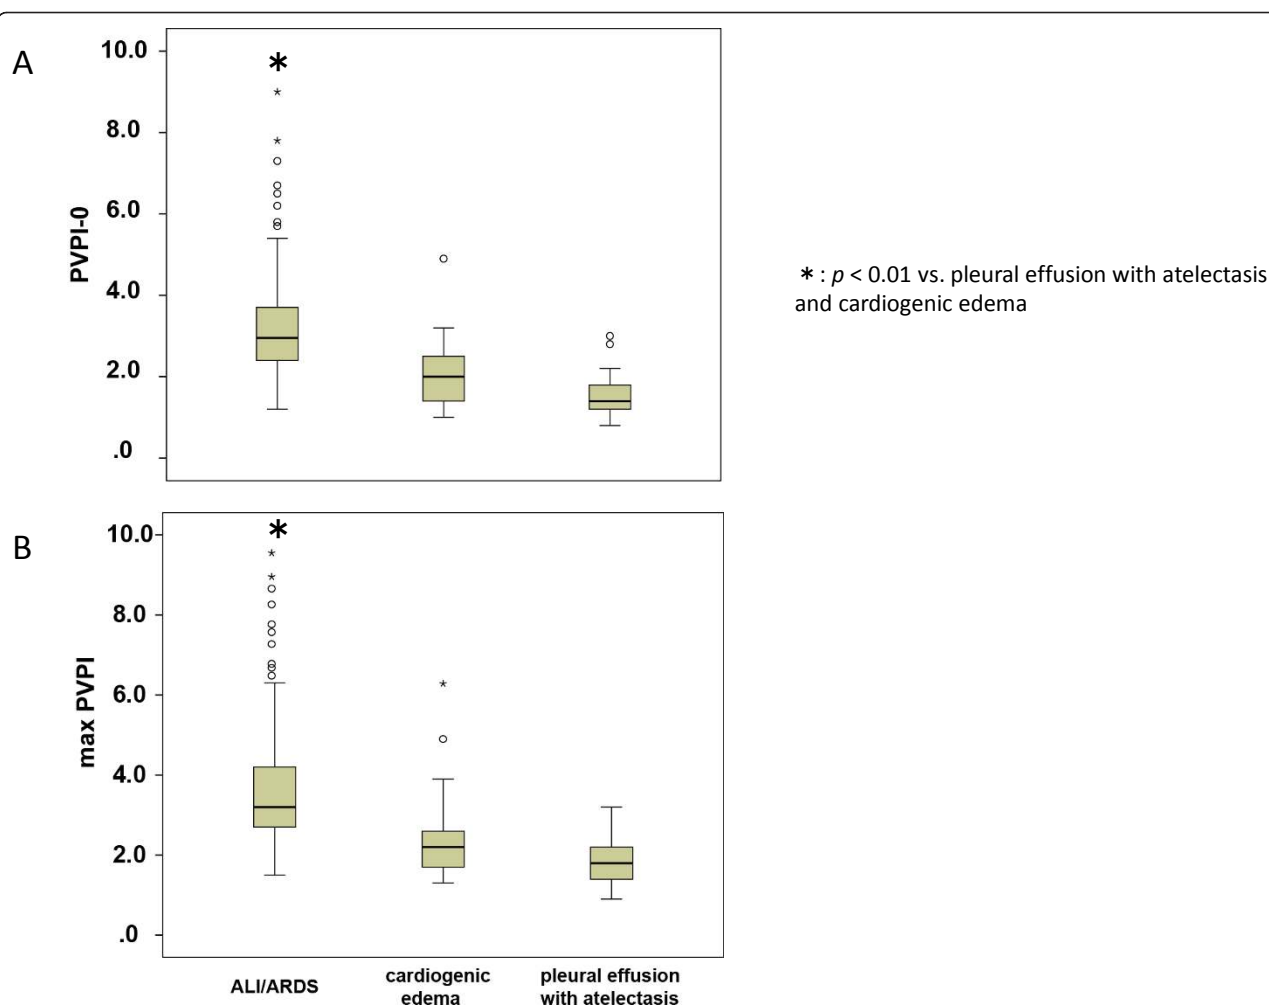 A
*
10.0
8.0
6.0
4.0
2.0
.0
PVPI-0
* : p < 0.01 vs. pleural effusion with atelectasis
and cardiogenic edema
B
*
10.0
8.0
6.0
4.0
2.0
.0
max PVPI
ALI/ARDS
cardiogenic
edema
pleural effusion
with atelectasis